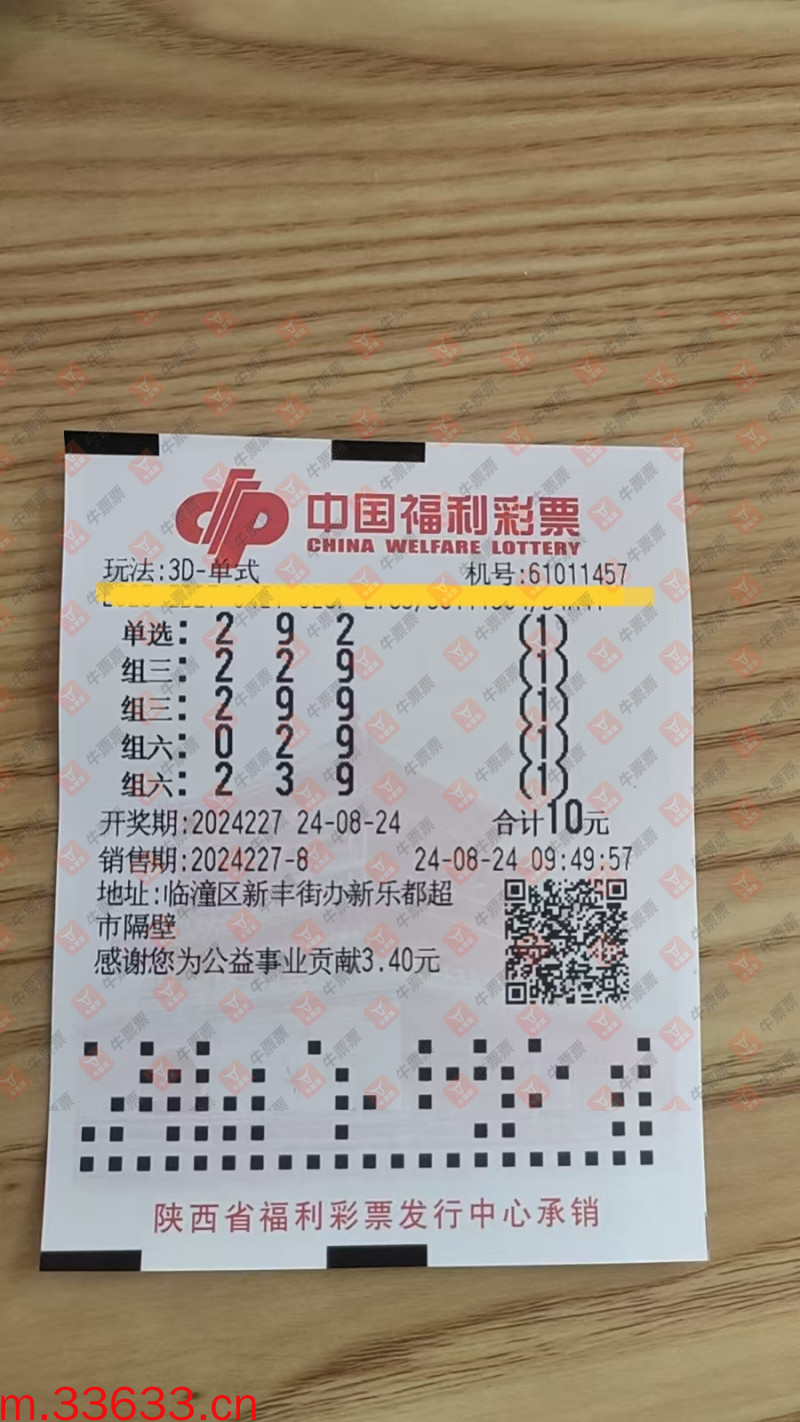 中国福利彩票
CHINA WELFARE LOTTERY
玩法:3D-单式 机号:61011457
单选: 2 9 2 (1)
组三: 2 2 9 (1)
组三: 2 9 9 (1)
组六: 0 2 9 (1)
组六: 2 3 9 (1)
开奖期:2024227 24-08-24 合计10元
销售期:2024227-8 24-08-24 09:49:57
地址:临潼区新丰街办新乐都超
市隔壁
感谢您为公益事业贡献3.40元
陕西省福利彩票发行中心承销
牛票票
m.33633.cn